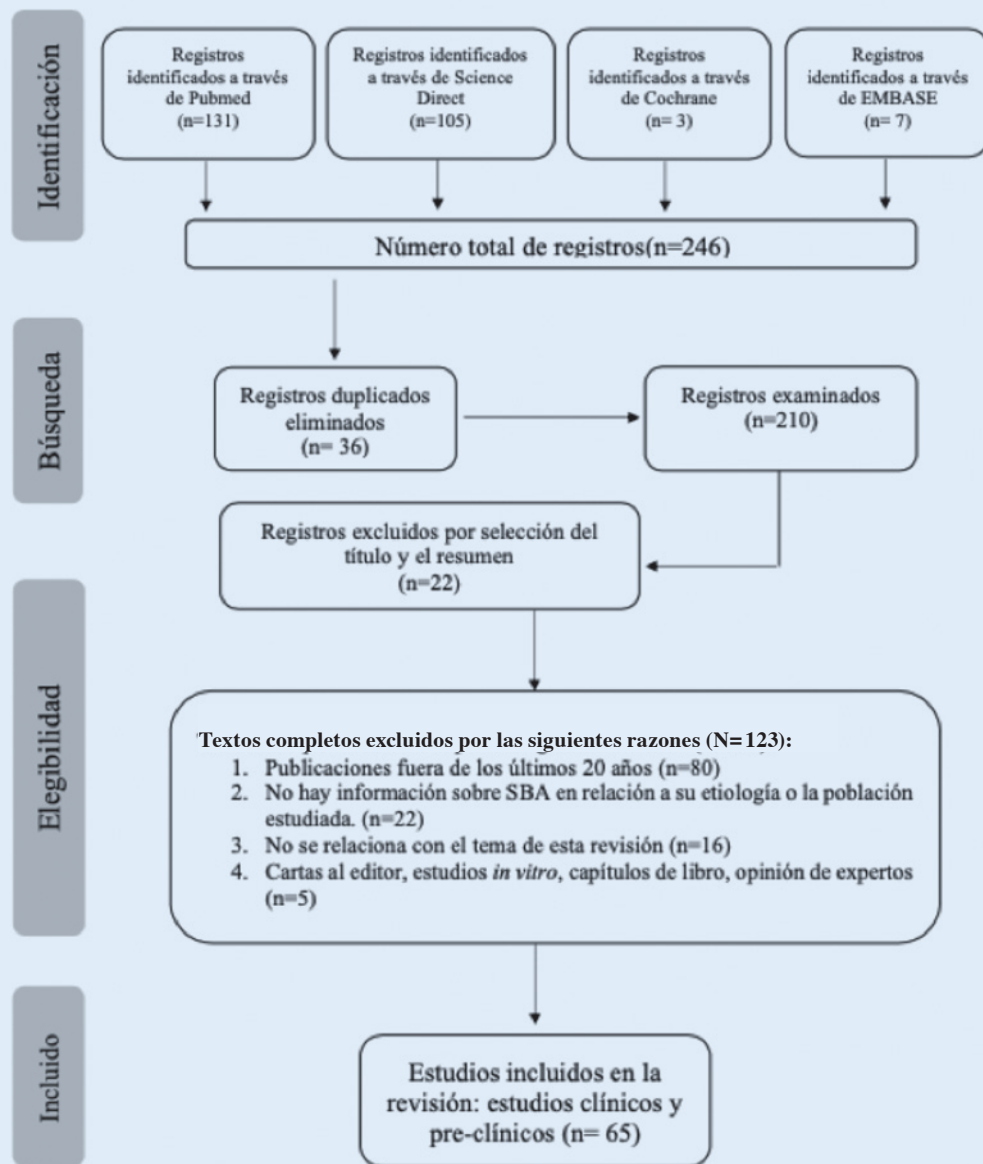 Identificación
Registros
identificados a través
de Pubmed
(n=131)
Registros identificados
a través de Science
Direct
(n=105)
Registros
identificados a través
de Cochrane
(n= 3)
Registros
identificados a través
de EMBASE
(n= 7)
Número total de registros(n=246)
Búsqueda
Registros duplicados
eliminados
(n= 36)
Registros examinados
(n=210)
Registros excluidos por selección del
título y el resumen
(n=22)
Elegibilidad
Textos completos excluidos por las siguientes razones (N=123):
1. Publicaciones fuera de los últimos 20 años (n=80)
2. No hay información sobre SBA en relación a su etiología o la población
estudiada. (n=22)
3. No se relaciona con el tema de esta revisión (n=16)
4. Cartas al editor, estudios in vitro, capítulos de libro, opinión de expertos
(n=5)
Incluido
Estudios incluidos en la
revisión: estudios clínicos y
pre-clínicos (n= 65)